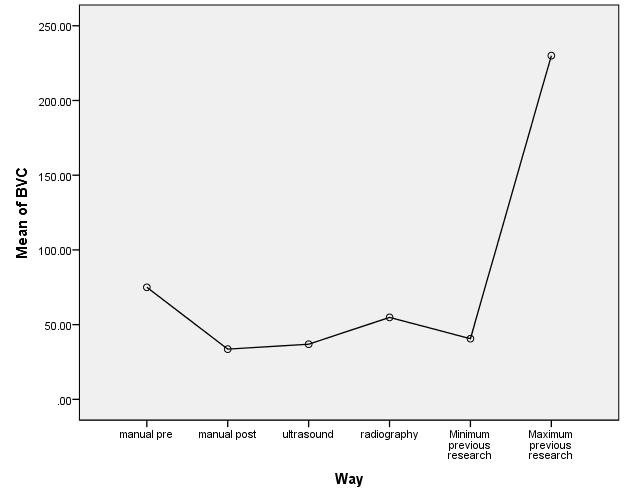 250.00
200.00
150.00
100.00
50.00
.00
Mean of BVC
manual pre
manual post
ultrasound
radiography
Minimum
previous
research
Maximum
previous
research
Way